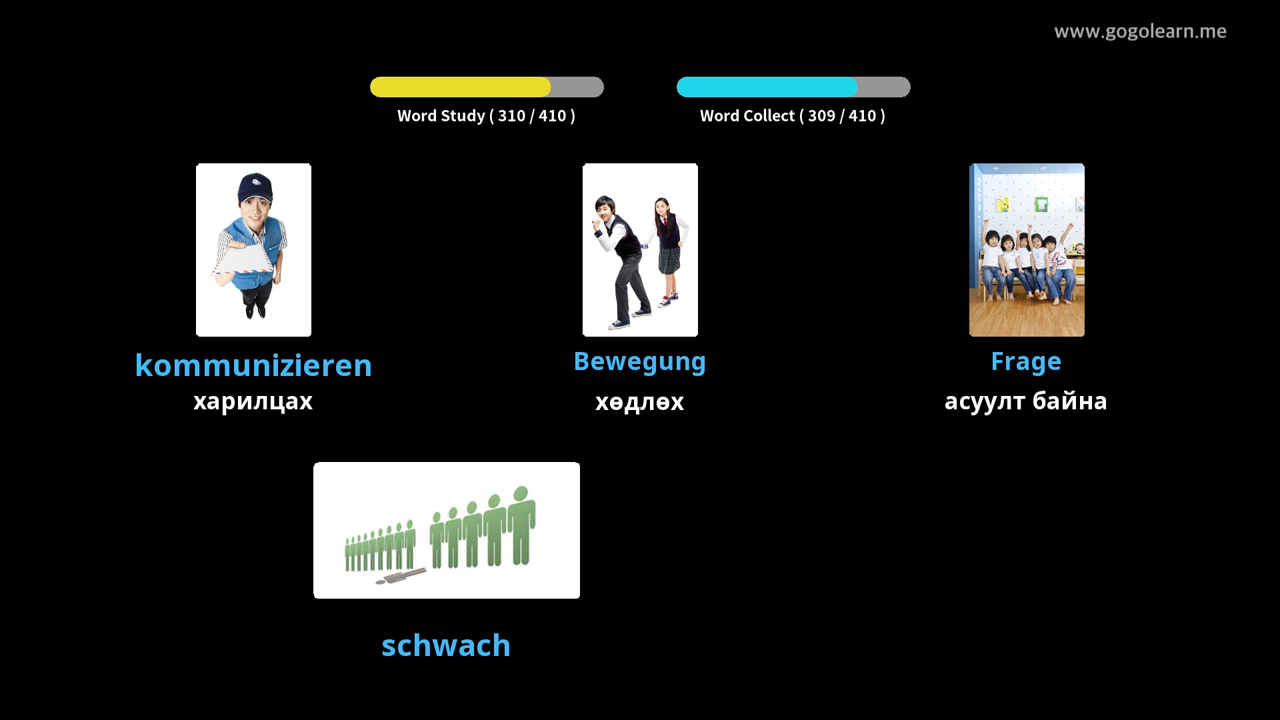 www.gogolearn.me
Word Study ( 310 / 410 )
Word Collect ( 309 / 410 )
kommunizieren
харилцах
Bewegung
хөдлөх
Frage
асуулт байна
schwach